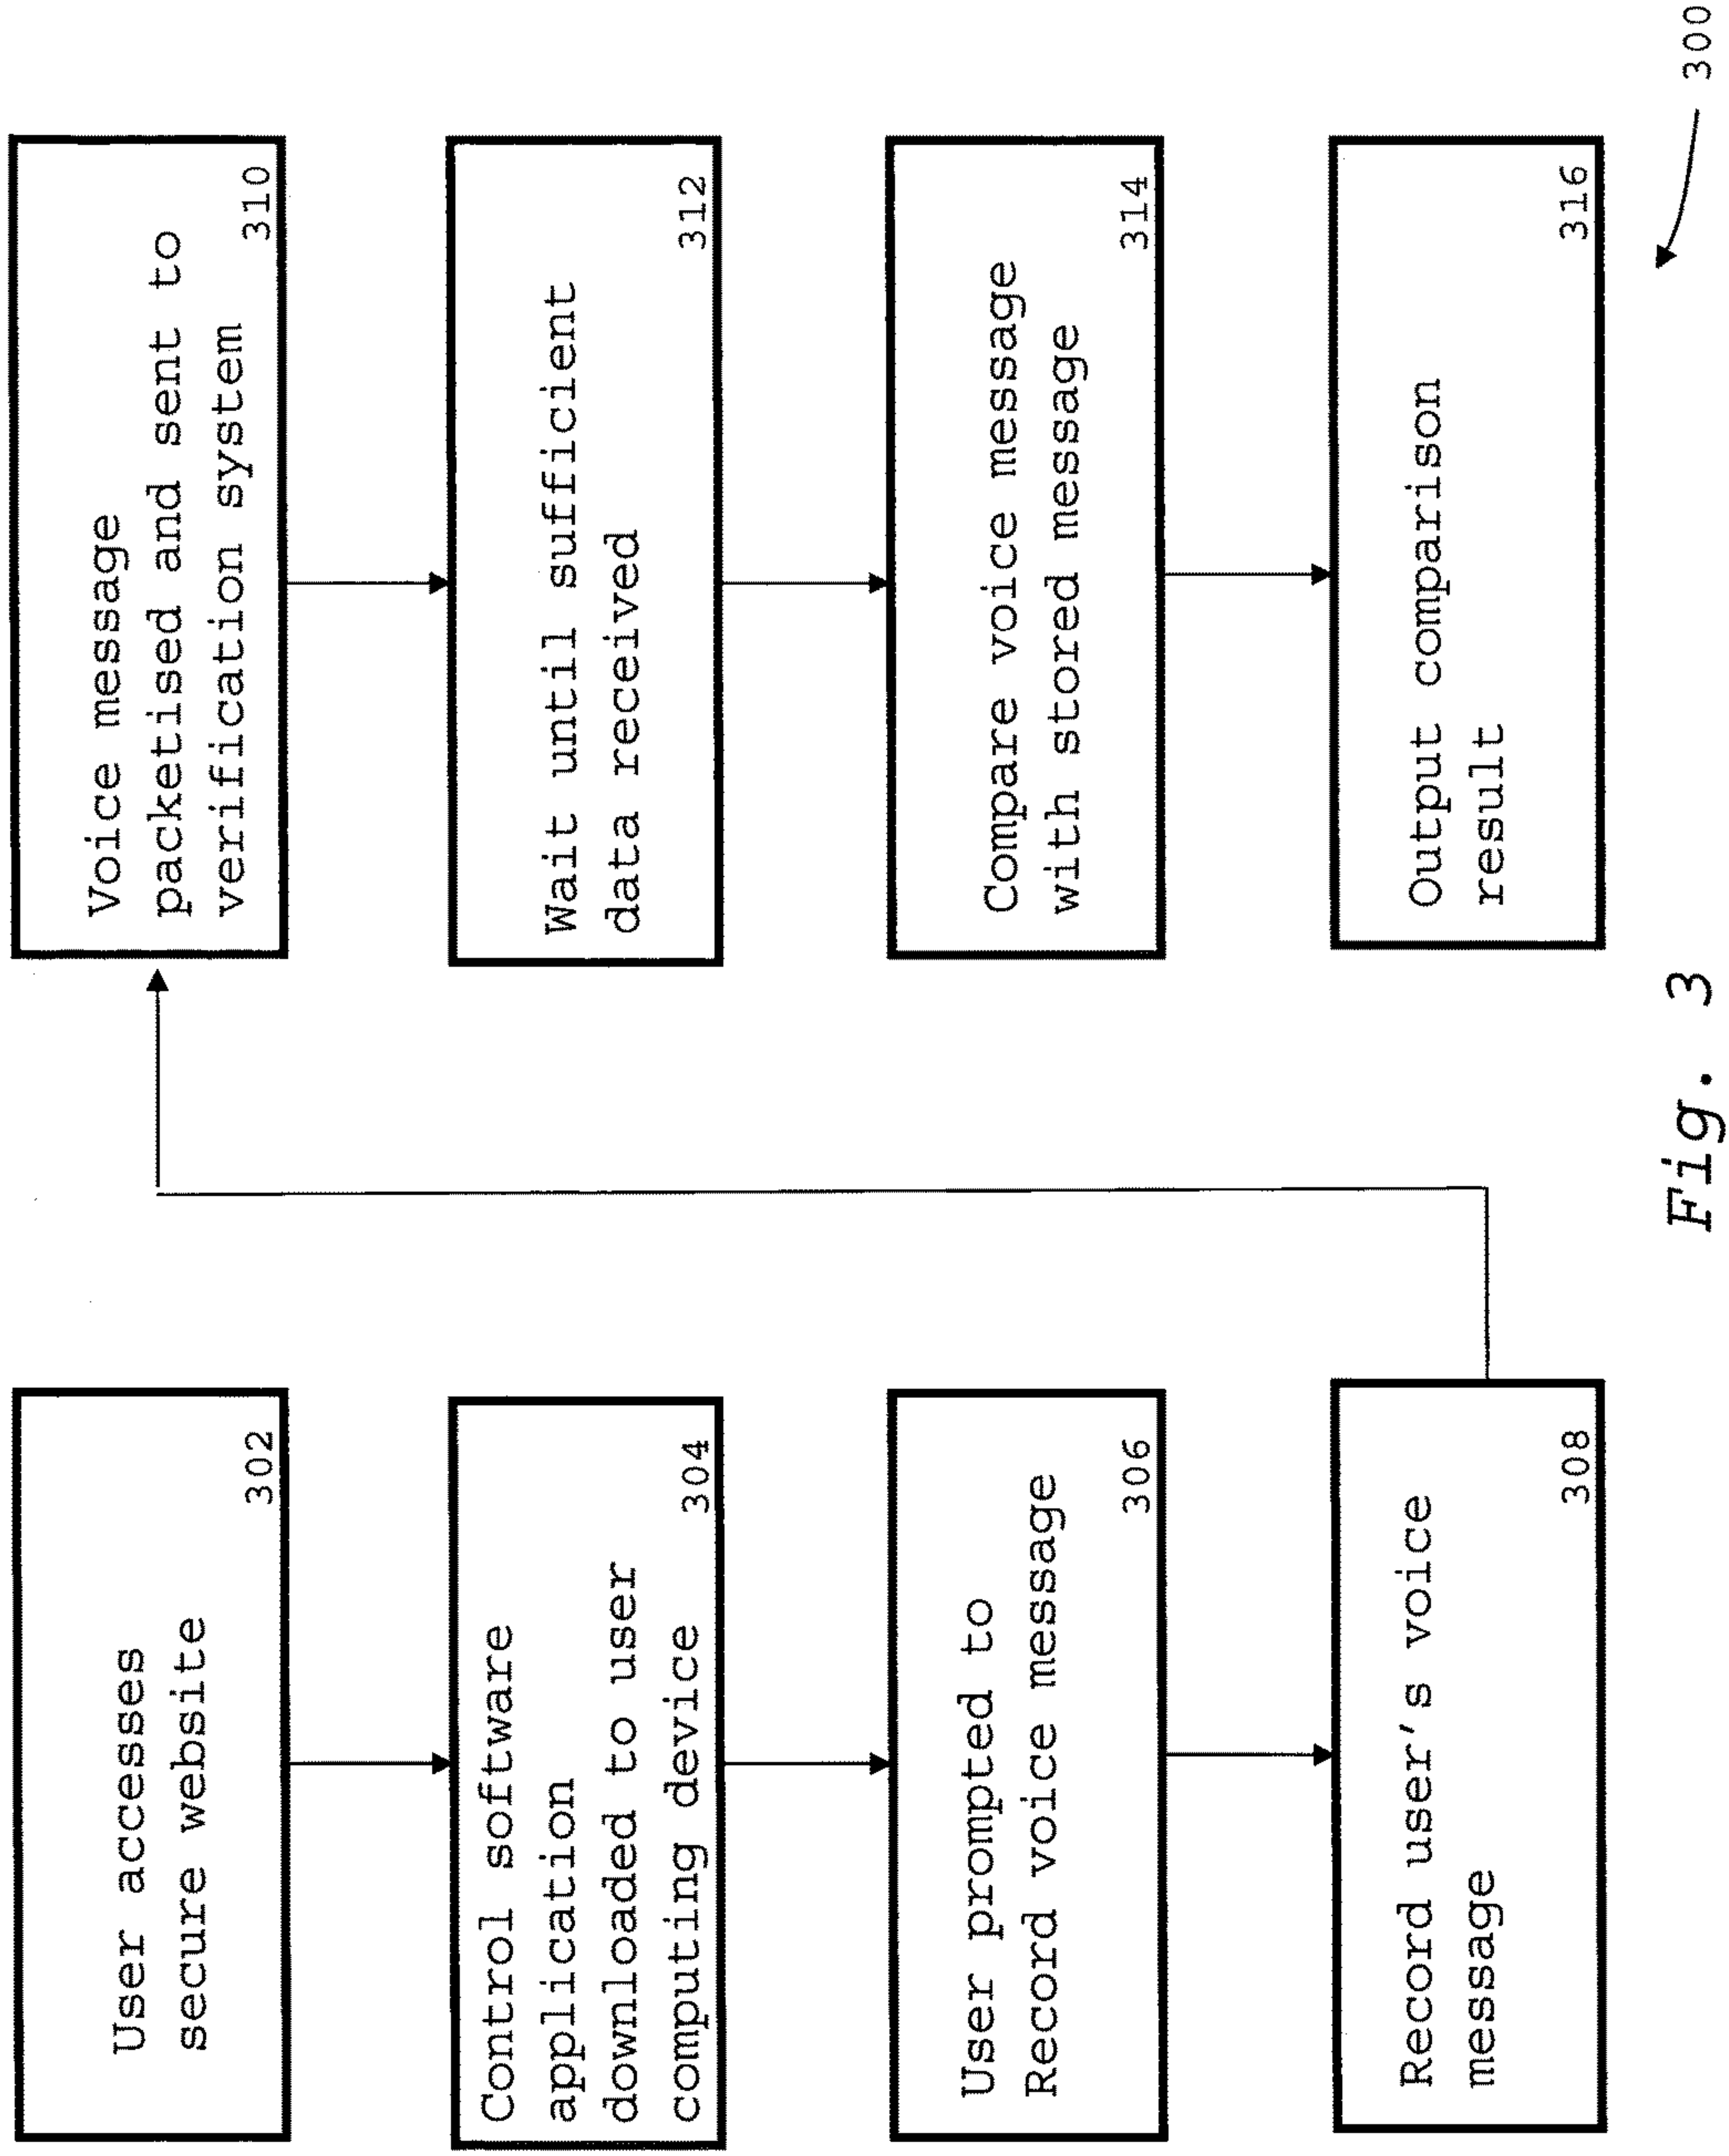 User accesses
secure website
302
Control software
application
downloaded to user
computing device
304
User prompted to
Record voice message
306
Record user's voice
message
308
Voice message
packetised and sent to
verification system
310
Wait until sufficient
data received
312
Compare voice message
with stored message
314
Output comparison
result
316
300
Fig. 3